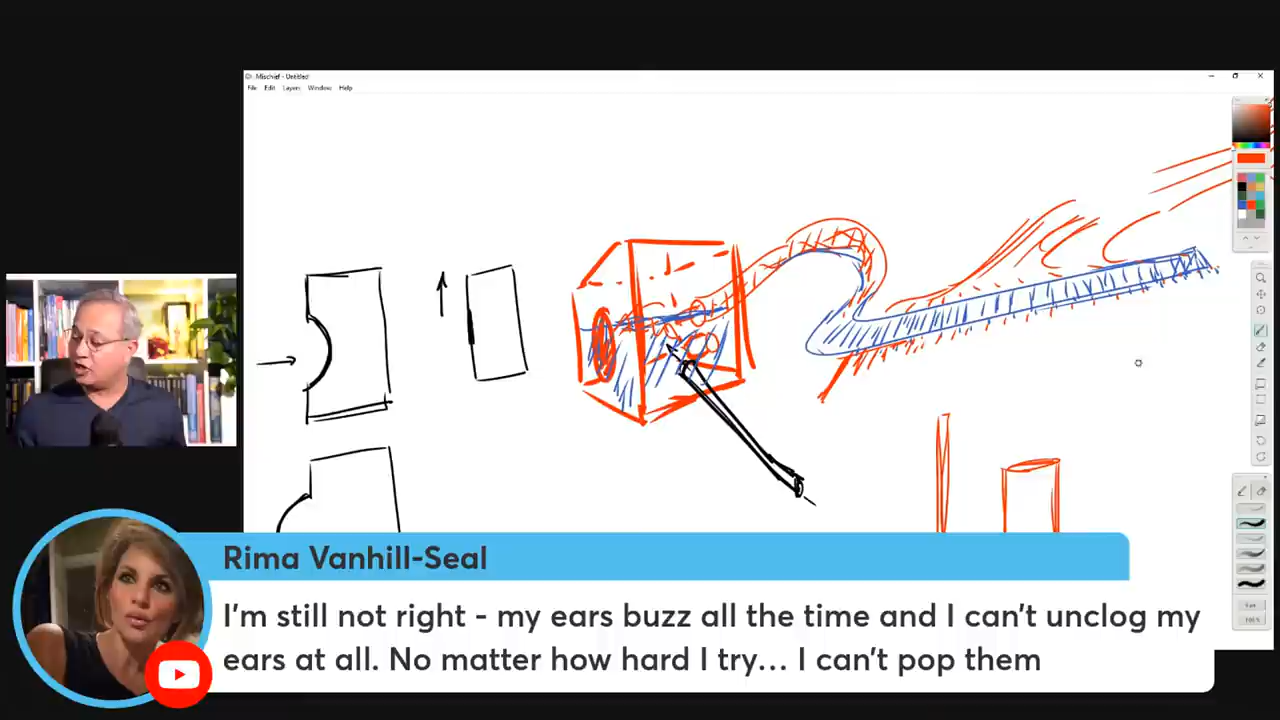 Mischief - Untitled
File Edit Layers Window Help
Rima Vanhill-Seal
I'm still not right - my ears buzz all the time and I can't unclog my
ears at all. No matter how hard I try... I can't pop them